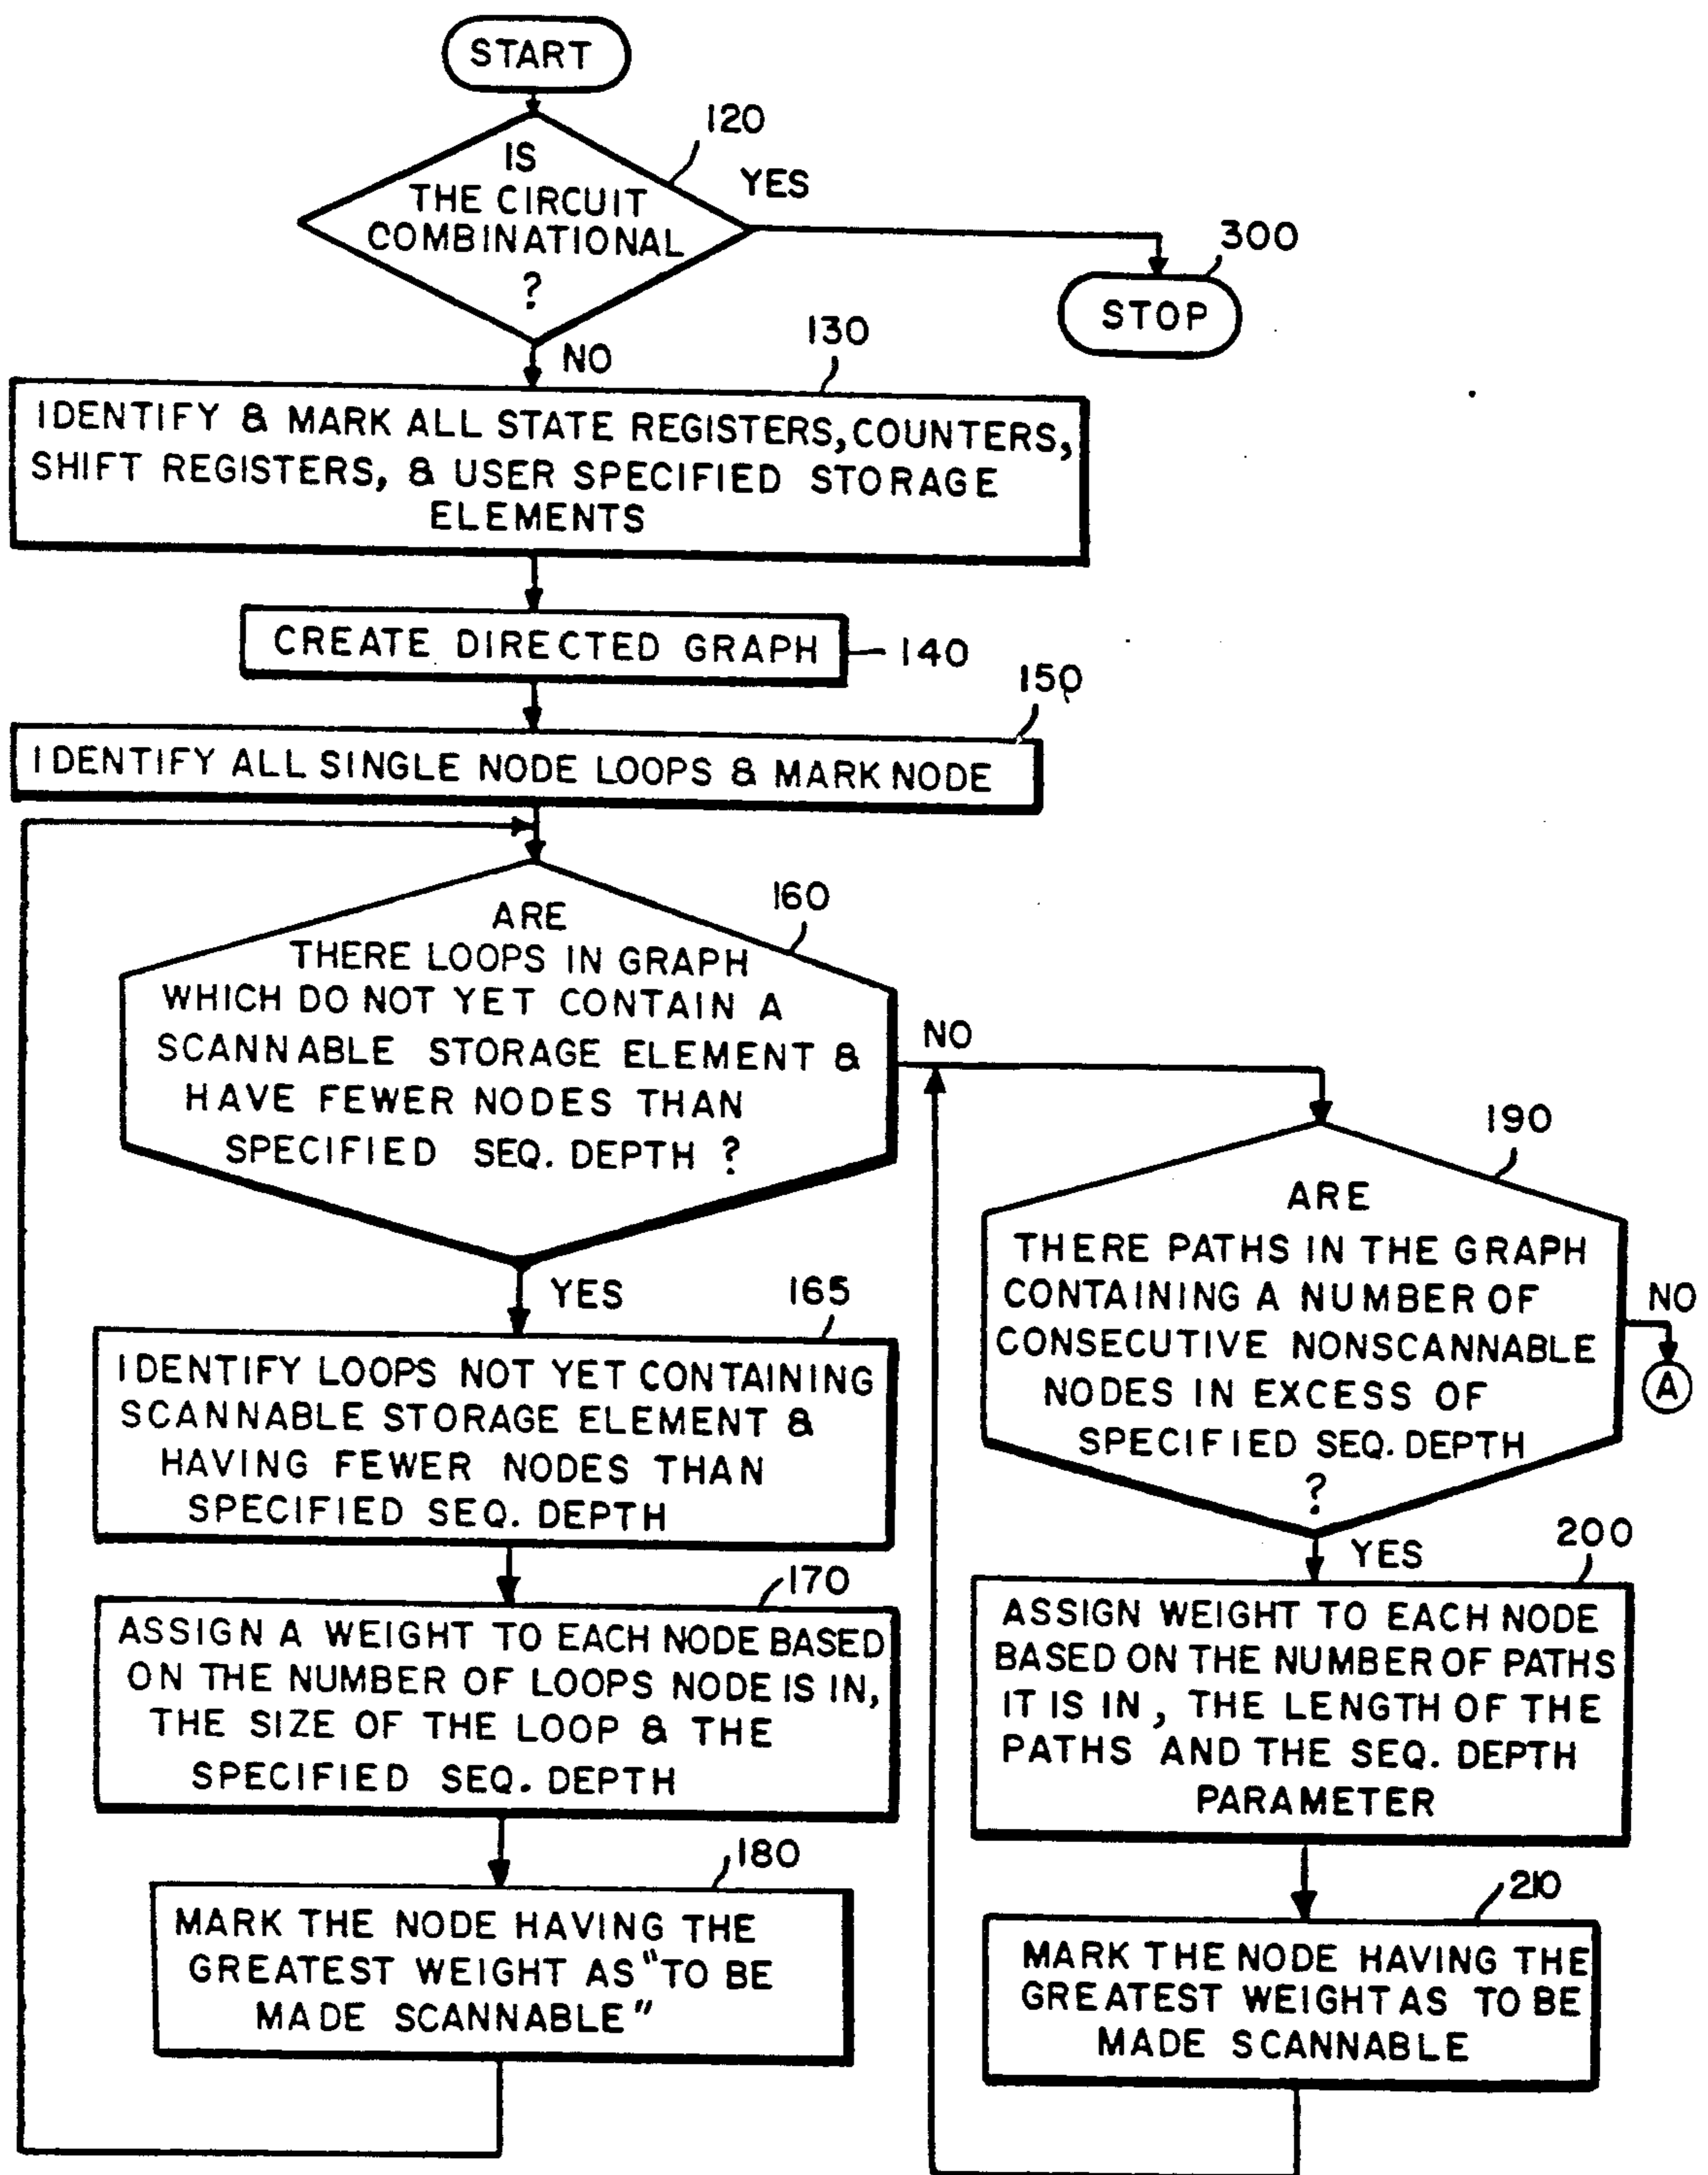 START
120
IS
THE CIRCUIT
COMBINATIONAL
?
YES
300
STOP
NO
130
IDENTIFY & MARK ALL STATE REGISTERS, COUNTERS,
SHIFT REGISTERS, & USER SPECIFIED STORAGE
ELEMENTS
CREATE DIRECTED GRAPH
140
150
IDENTIFY ALL SINGLE NODE LOOPS & MARK NODE
160
ARE
THERE LOOPS IN GRAPH
WHICH DO NOT YET CONTAIN A
SCANNABLE STORAGE ELEMENT &
HAVE FEWER NODES THAN
SPECIFIED SEQ. DEPTH ?
NO
YES
165
IDENTIFY LOOPS NOT YET CONTAINING
SCANNABLE STORAGE ELEMENT &
HAVING FEWER NODES THAN
SPECIFIED SEQ. DEPTH
170
ASSIGN A WEIGHT TO EACH NODE BASED
ON THE NUMBER OF LOOPS NODE IS IN,
THE SIZE OF THE LOOP & THE
SPECIFIED SEQ. DEPTH
180
MARK THE NODE HAVING THE
GREATEST WEIGHT AS "TO BE
MADE SCANNABLE"
190
ARE
THERE PATHS IN THE GRAPH
CONTAINING A NUMBER OF
CONSECUTIVE NONSCANNABLE
NODES IN EXCESS OF
SPECIFIED SEQ. DEPTH
?
NO
A
YES
200
ASSIGN WEIGHT TO EACH NODE
BASED ON THE NUMBER OF PATHS
IT IS IN, THE LENGTH OF THE
PATHS AND THE SEQ. DEPTH
PARAMETER
210
MARK THE NODE HAVING THE
GREATEST WEIGHT AS TO BE
MADE SCANNABLE